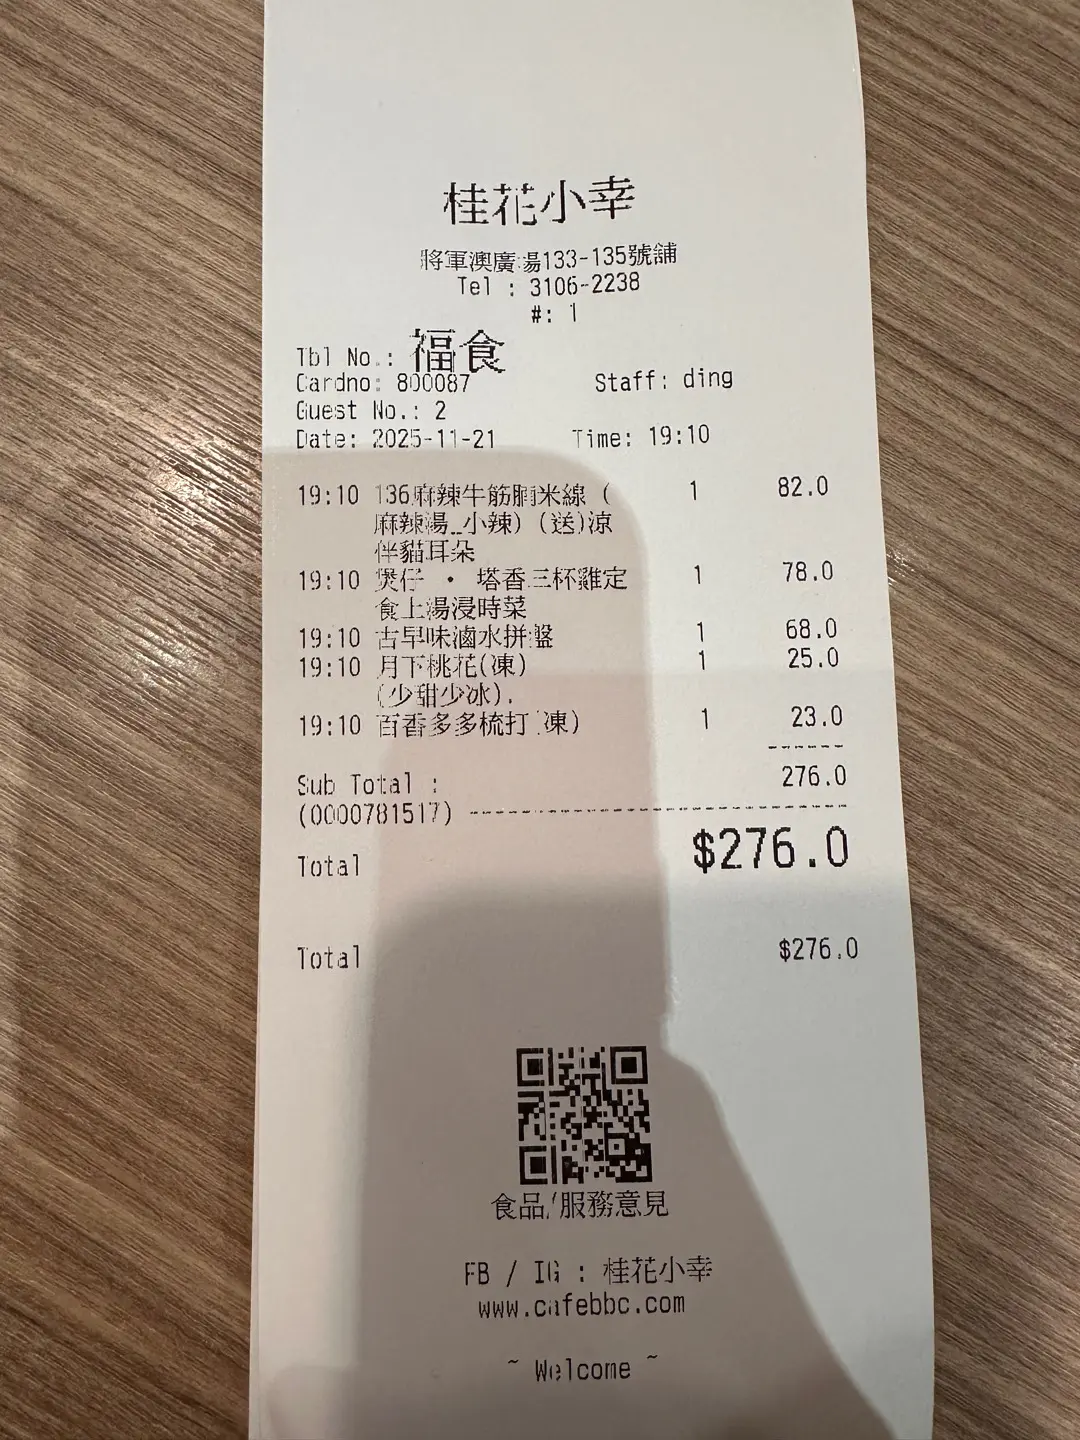 桂花小幸
將軍澳廣場133-135號舖
Tel : 3106-2238
#: 1
Tbl No.: 福食
Cardno: 800087 Staff: ding
Guest No.: 2
Date: 2025-11-21 Time: 19:10
19:10 136麻辣牛筋腩米線 ( 1 82.0
麻辣湯_小辣) (送)涼
伴貓耳朵
19:10 煲仔 · 塔香三杯雞定 1 78.0
食上湯浸時菜
19:10 古早味滷水拼盤 1 68.0
19:10 月下桃花(凍) 1 25.0
(少甜少冰).
19:10 百香多多梳打(凍) 1 23.0
------
Sub Total : 276.0
(0000781517) --------------------------------
Total $276.0
Total $276.0
食品/服務意見
FB / IG : 桂花小幸
www.cafebbc.com
~ Welcome ~